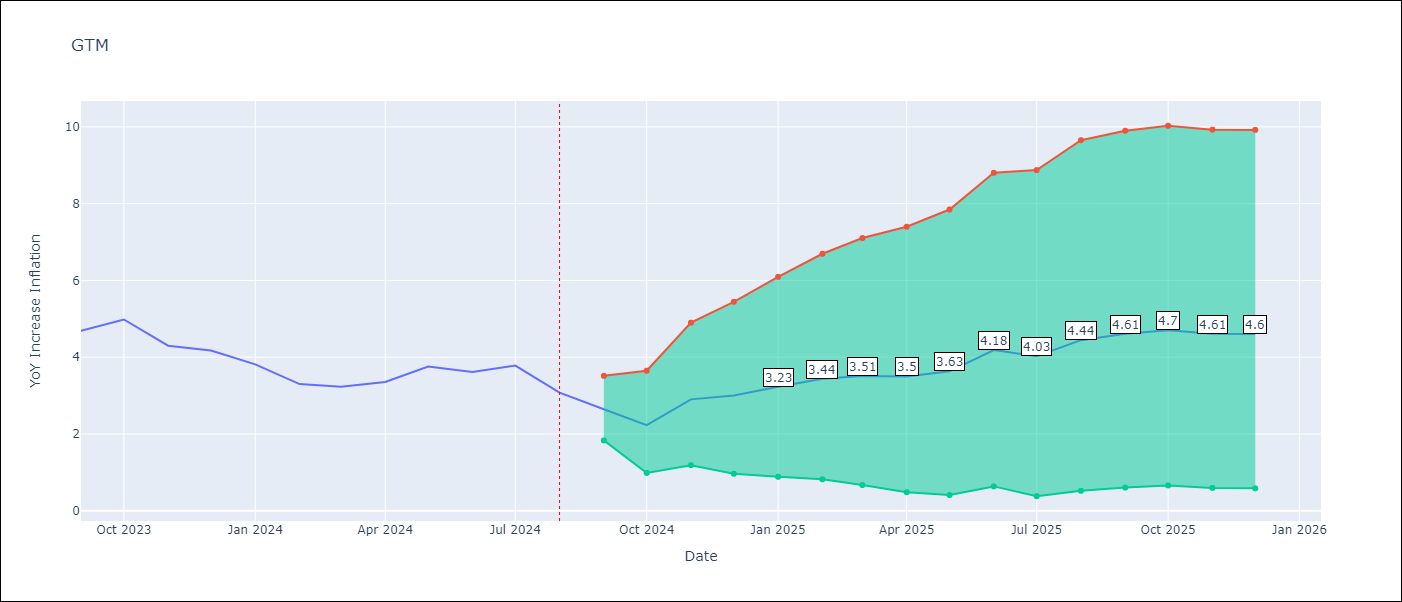 GTM
YoY Increase Inflation
10
8
6
4
2
0
3.23
3.44
3.51
3.5
3.63
4.18
4.03
4.44
4.61
4.7
4.61
4.6
Oct 2023
Jan 2024
Apr 2024
Jul 2024
Oct 2024
Jan 2025
Apr 2025
Jul 2025
Oct 2025
Jan 2026
Date